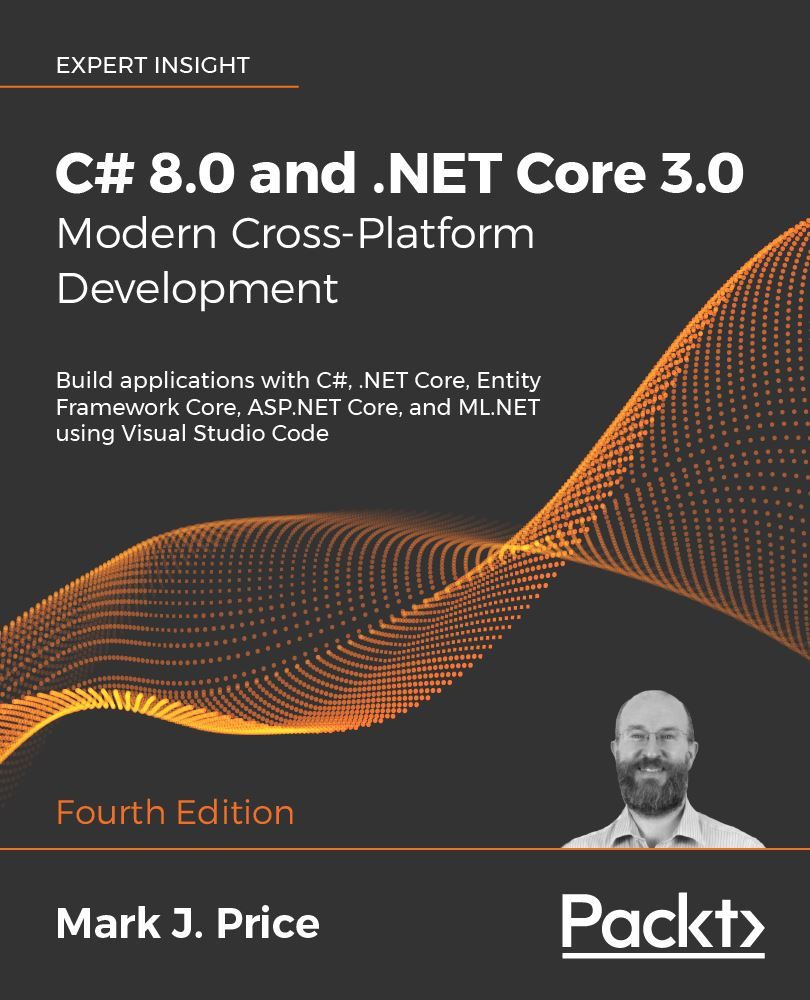 EXPERT INSIGHT
C# 8.0 and .NET Core 3.0
Modern Cross-Platform
Development
Build applications with C#, .NET Core, Entity
Framework Core, ASP.NET Core, and ML.NET
using Visual Studio Code
Fourth Edition
Mark J. Price
Packt